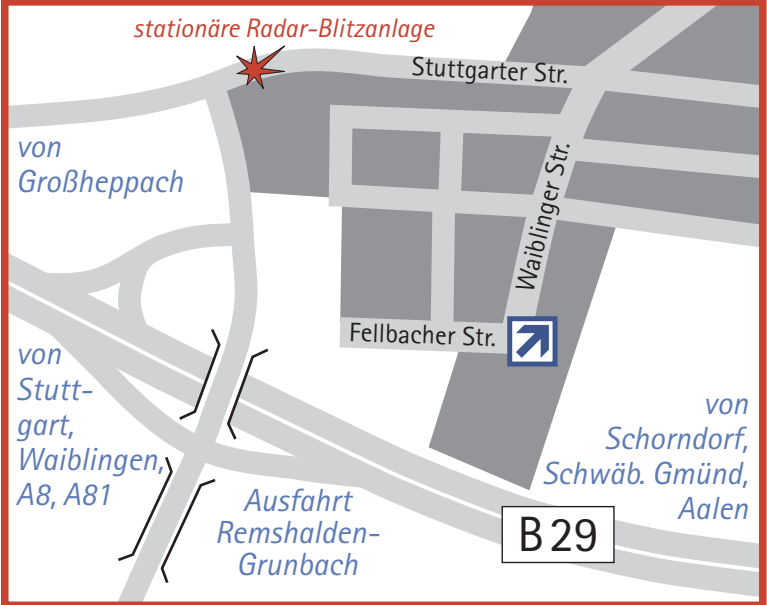 stationäre Radar-Blitzanlage
Stuttgarter Str.
von
Großheppach
Waiblinger Str.
Fellbacher Str.
von
Stutt-
gart,
Waiblingen,
A8, A81
von
Schorndorf,
Schwäb. Gmünd,
Aalen
Ausfahrt
Remshalden-
Grunbach
B 29